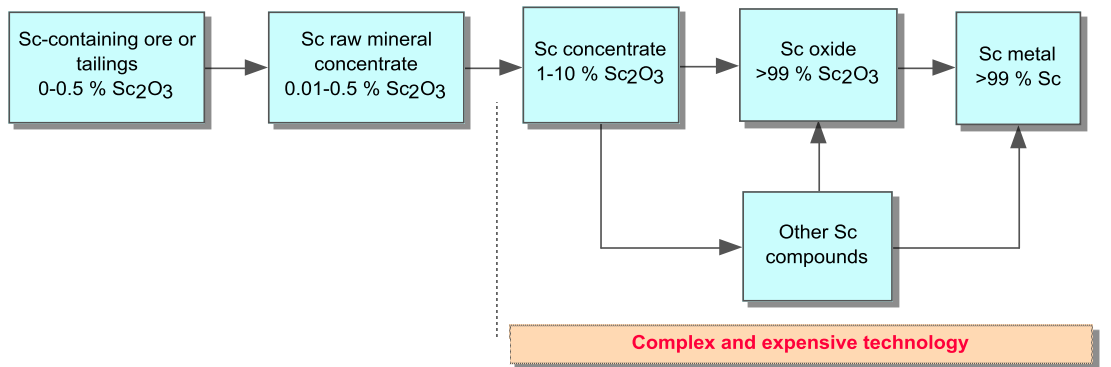 Sc-containing ore or
tailings
0-0.5 % Sc2O3
Sc raw mineral
concentrate
0.01-0.5 % Sc2O3
Sc concentrate
1-10 % Sc2O3
Sc oxide
>99 % Sc2O3
Sc metal
>99 % Sc
Other Sc
compounds
Complex and expensive technology